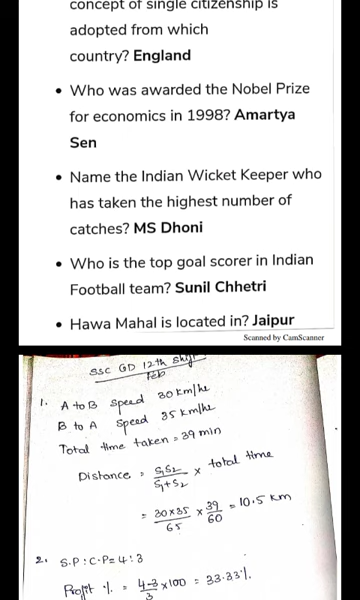 concept of single citizenship is
adopted from which
country? England
• Who was awarded the Nobel Prize
for economics in 1998? Amartya
Sen
• Name the Indian Wicket Keeper who
has taken the highest number of
catches? MS Dhoni
• Who is the top goal scorer in Indian
Football team? Sunil Chhetri
• Hawa Mahal is located in? Jaipur
Scanned by CamScanner
SSC GD 12th Shift
Feb
1. A to B speed 30 km/hr
B to A speed 35 km/hr
Total time taken = 39 min
Distance = S1S2/S1+S2 × total time
= 30×35/65 × 39/60 = 10.5 km
2. S.P : C.P = 4 : 3
Profit % = 4-3/3 ×100 = 33.33%.